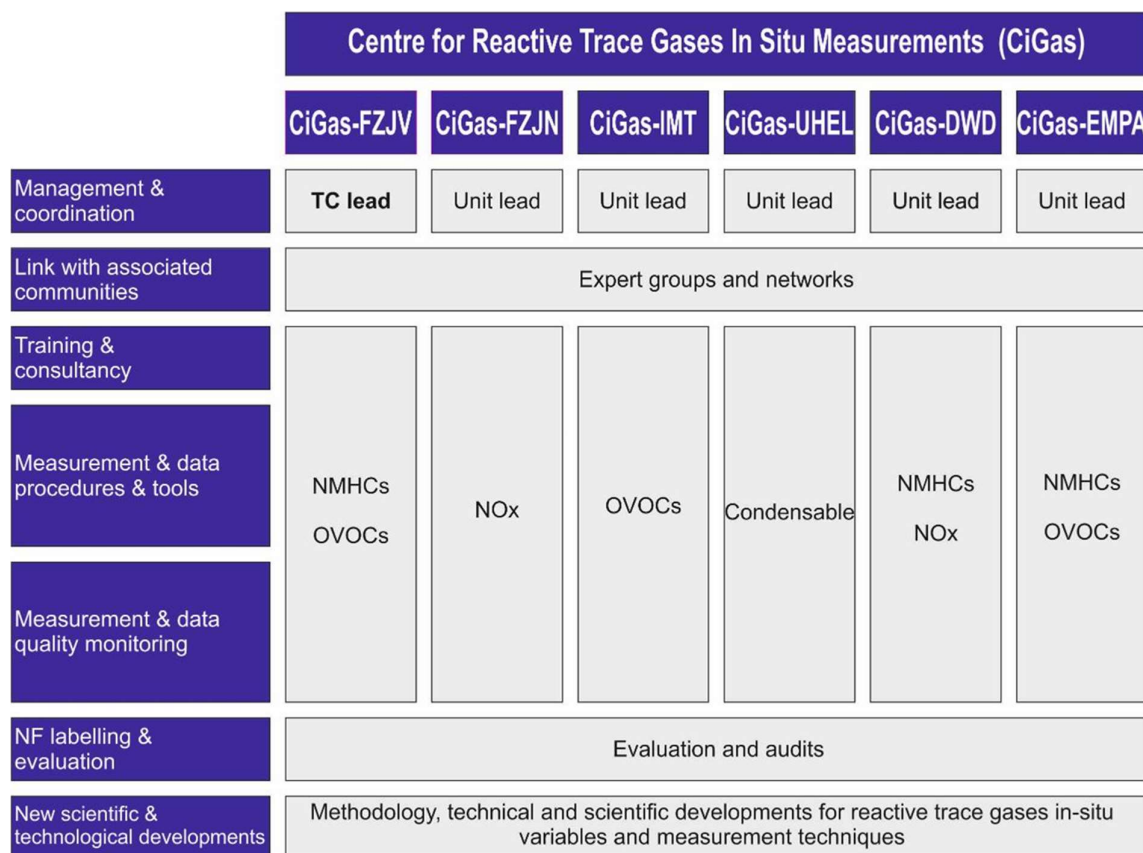 Centre for Reactive Trace Gases In Situ Measurements (CiGas)
CiGas-FZJV
CiGas-FZJN
CiGas-IMT
CiGas-UHEL
CiGas-DWD
CiGas-EMPA
Management &
coordination
TC lead
Unit lead
Unit lead
Unit lead
Unit lead
Unit lead
Link with associated
communities
Expert groups and networks
Training &
consultancy
Measurement & data
procedures & tools
Measurement & data
quality monitoring
NMHCs
OVOCs
NOx
OVOCs
Condensable
NMHCs
NOx
NMHCs
OVOCs
NF labelling &
evaluation
Evaluation and audits
New scientific &
technological developments
Methodology, technical and scientific developments for reactive trace gases in-situ
variables and measurement techniques